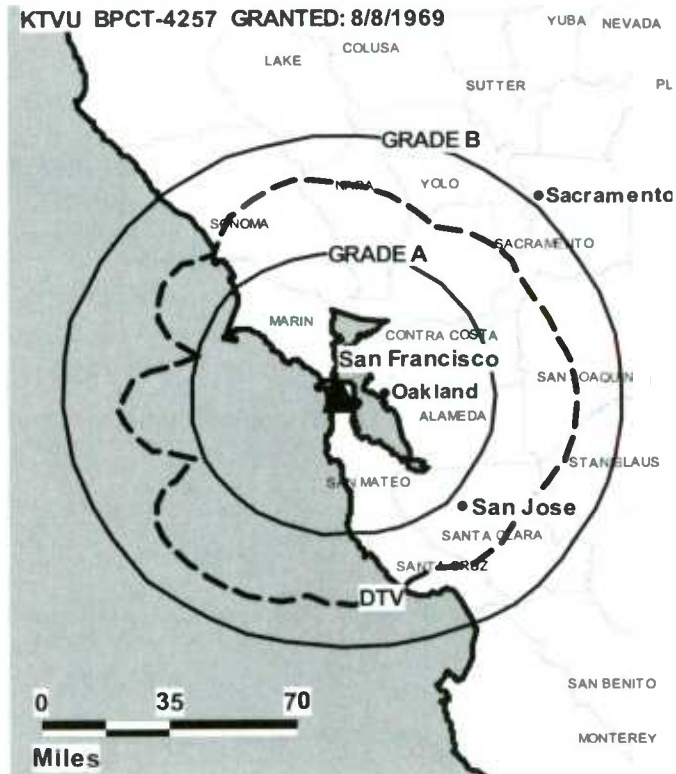 KTVU BPCT-4257 GRANTED: 8/8/1969
YUBA NEVADA
COLUSA
LAKE
SUTTER
PL
GRADE B
NAPA
YOLO
Sacramento
SONOMA
SACRAMENTO
GRADE A
MARIN
CONTRA COSTA
San Francisco
SAN JOAQUIN
Oakland
ALAMEDA
STANISLAUS
SAN MATEO
San Jose
SANTA CLARA
SANTA CRUZ
DTV
SAN BENITO
0 35 70
MONTEREY
Miles